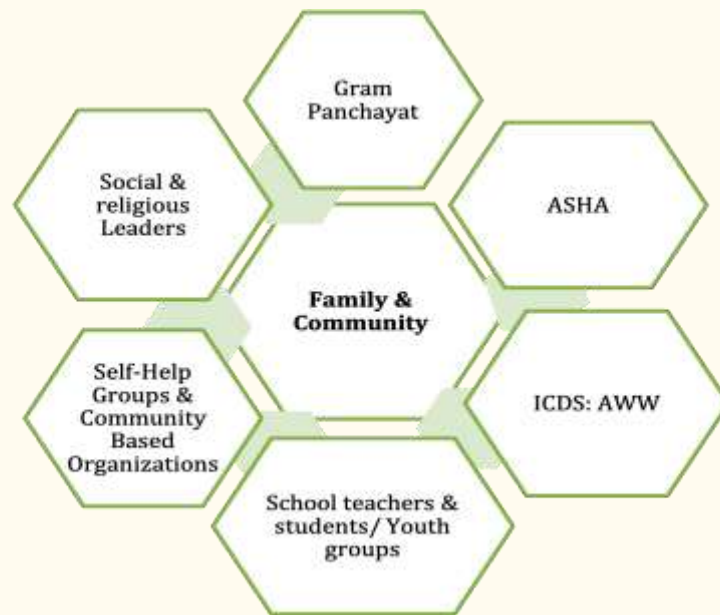 Gram
Panchayat
Social &
religious
Leaders
ASHA
Family &
Community
Self-Help
Groups &
Community
Based
Organizations
ICDS: AWW
School teachers &
students/ Youth
groups